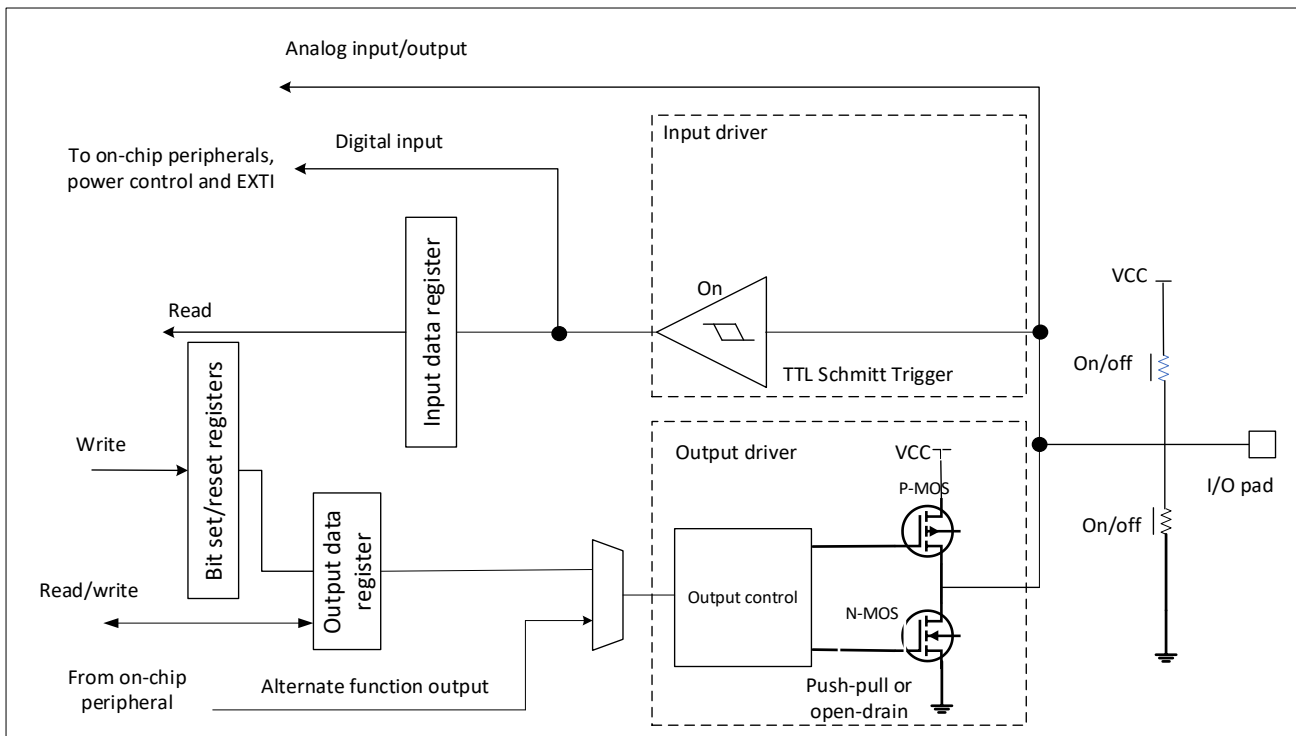 Analog input/output
Input driver
Digital input
To on-chip peripherals,
power control and EXTI
Input data register
On
VCC
Read
TTL Schmitt Trigger
On/off
Bit set/reset registers
Write
Output driver
VCC
P-MOS
I/O pad
On/off
Output data
register
Read/write
Output control
N-MOS
From on-chip
peripheral
Alternate function output
Push-pull or
open-drain